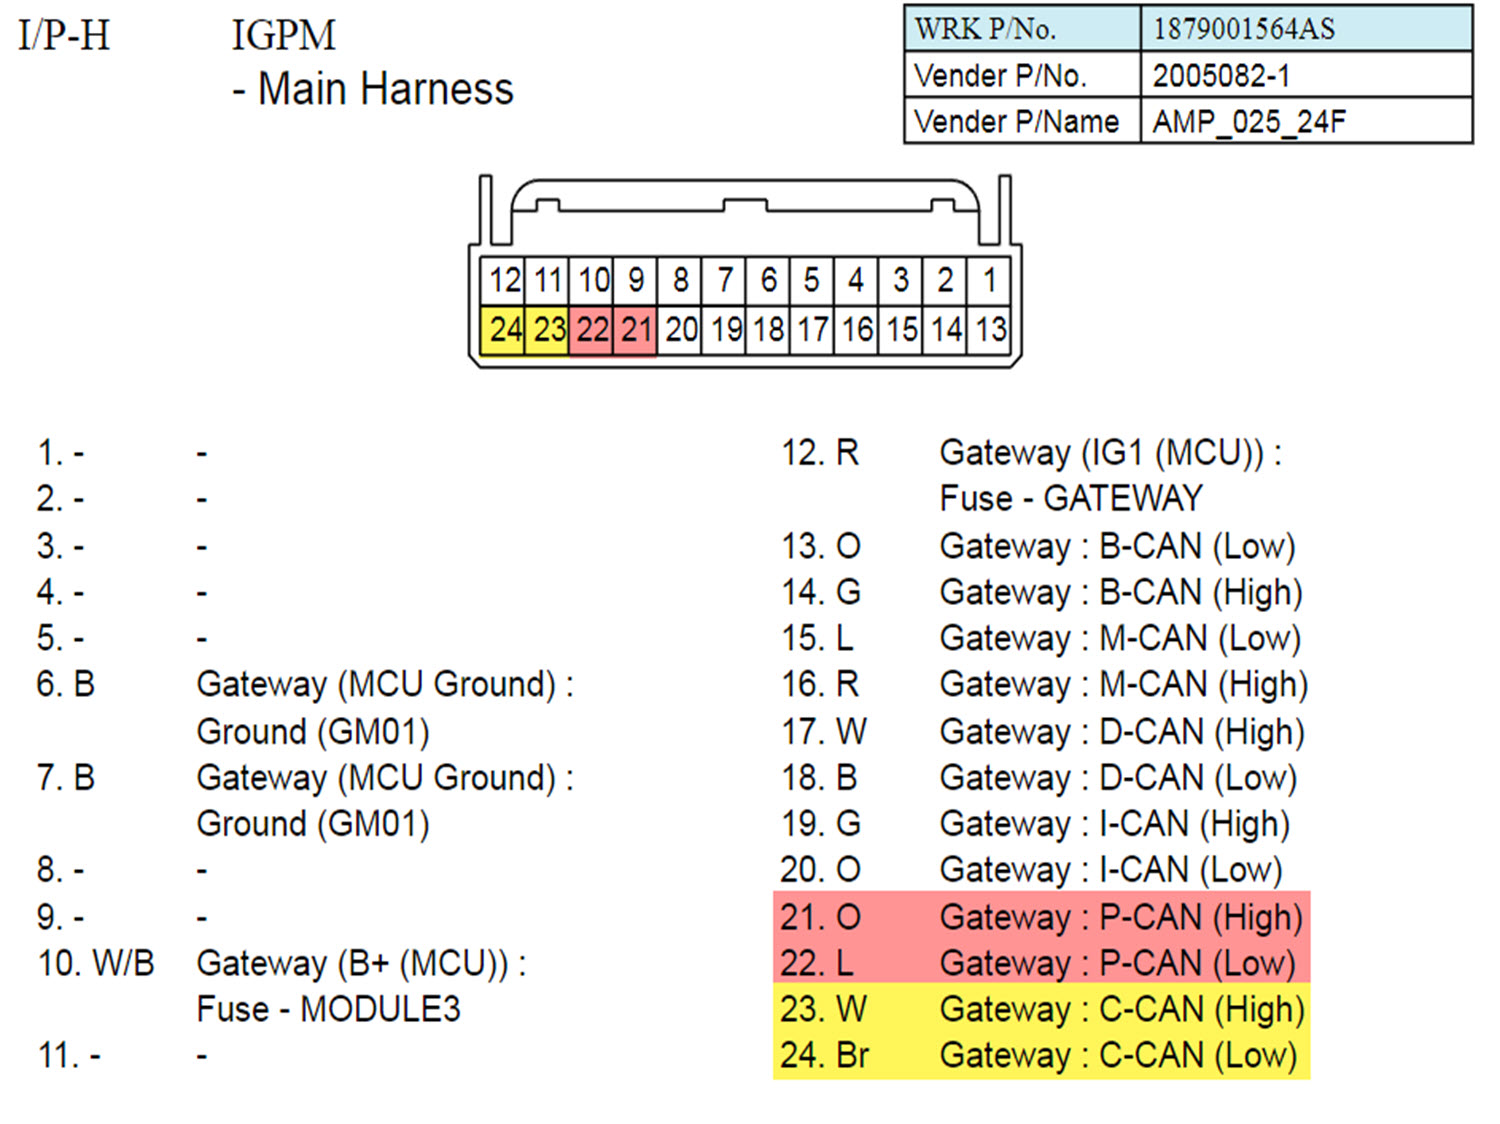 I/P-H IGPM
- Main Harness
WRK P/No. 1879001564AS
Vender P/No. 2005082-1
Vender P/Name AMP_025_24F
12 11 10 9 8 7 6 5 4 3 2 1
24 23 22 21 20 19 18 17 16 15 14 13
1. - -
2. - -
3. - -
4. - -
5. - -
6. B Gateway (MCU Ground) :
Ground (GM01)
7. B Gateway (MCU Ground) :
Ground (GM01)
8. - -
9. - -
10. W/B Gateway (B+ (MCU)) :
Fuse - MODULE3
11. - -
12. R Gateway (IG1 (MCU)) :
Fuse - GATEWAY
13. O Gateway : B-CAN (Low)
14. G Gateway : B-CAN (High)
15. L Gateway : M-CAN (Low)
16. R Gateway : M-CAN (High)
17. W Gateway : D-CAN (High)
18. B Gateway : D-CAN (Low)
19. G Gateway : I-CAN (High)
20. O Gateway : I-CAN (Low)
21. O Gateway : P-CAN (High)
22. L Gateway : P-CAN (Low)
23. W Gateway : C-CAN (High)
24. Br Gateway : C-CAN (Low)